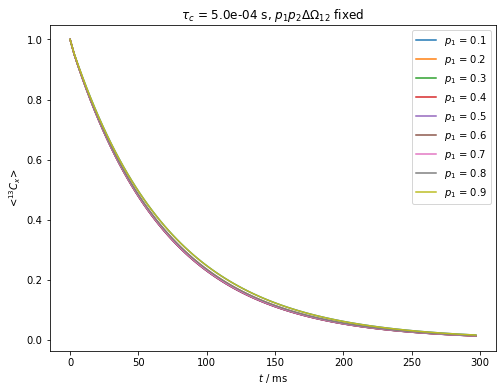 τ_c = 5.0e-04 s, p₁p₂ΔΩ₁₂ fixed
<¹³C_x>
1.0
0.8
0.6
0.4
0.2
0.0
p₁ = 0.1
p₁ = 0.2
p₁ = 0.3
p₁ = 0.4
p₁ = 0.5
p₁ = 0.6
p₁ = 0.7
p₁ = 0.8
p₁ = 0.9
0 50 100 150 200 250 300
t / ms